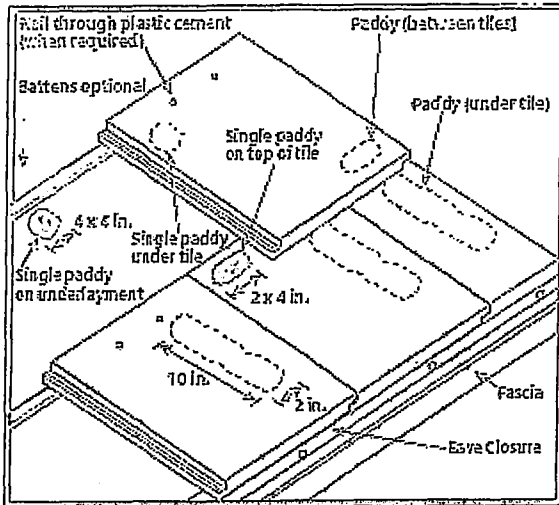 Nail through plastic cement
(when required)
Paddy (between tiles)
Battens optional
Paddy (under tile)
Single paddy
on top of tile
4 x 4 in.
Single paddy
under tile
Single paddy
on underlayment
2 x 4 in.
10 in.
2 in.
Fascia
Eave Closure